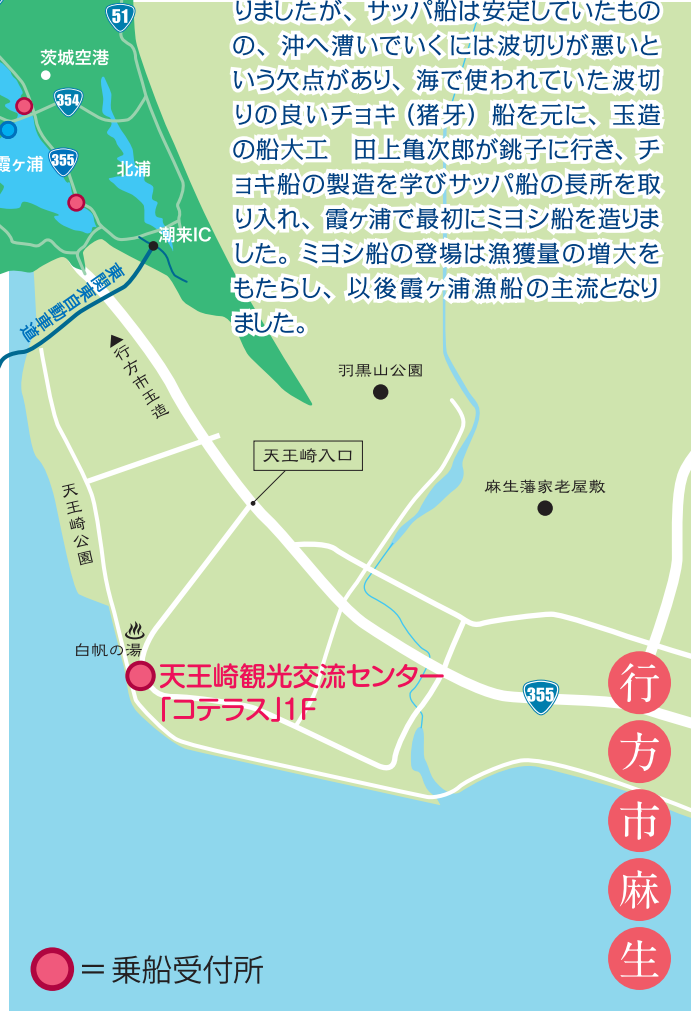 りましたが、サッパ船は安定していたもの
の、沖へ漕いでいくには波切りが悪いと
いう欠点があり、海で使われていた波切
りの良いチョキ（猪牙）船を元に、玉造
の船大工　田上亀次郎が銚子に行き、チ
ョキ船の製造を学びサッパ船の長所を取
り入れ、霞ヶ浦で最初にミヨシ船を造りま
した。ミヨシ船の登場は漁獲量の増大を
もたらし、以後霞ヶ浦漁船の主流となり
ました。
51
茨城空港
354
霞ヶ浦
355
北浦
潮来IC
東関東自動車道
▲行方市玉造
羽黒山公園
天王崎入口
麻生藩家老屋敷
天王崎公園
白帆の湯
天王崎観光交流センター
「コテラス」1F
355
行方市麻生
＝乗船受付所